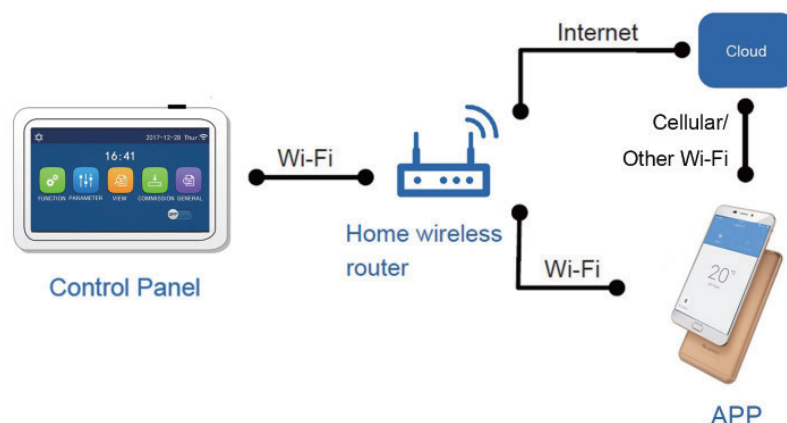 Internet
Cloud
Cellular/
Other Wi-Fi
2017-12-28 Thur
16:41
FUNCTION PARAMETER VIEW COMMISSION GENERAL
OFF
Wi-Fi
Home wireless
router
Wi-Fi
20°
Control Panel
APP